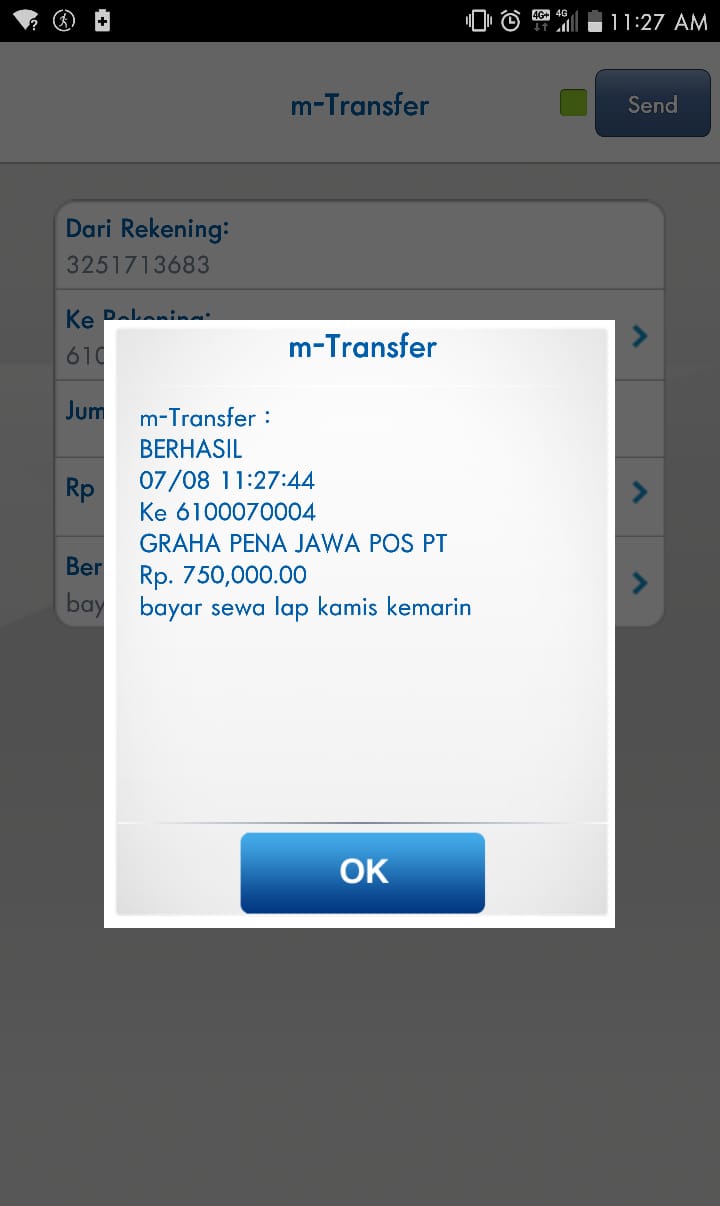 11:27 AM
m-Transfer
Send
Dari Rekening:
3251713683
Ke Rekening:
610
Jum
Rp
Ber
bay
m-Transfer
m-Transfer :
BERHASIL
07/08 11:27:44
Ke 6100070004
GRAHA PENA JAWA POS PT
Rp. 750,000.00
bayar sewa lap kamis kemarin
OK